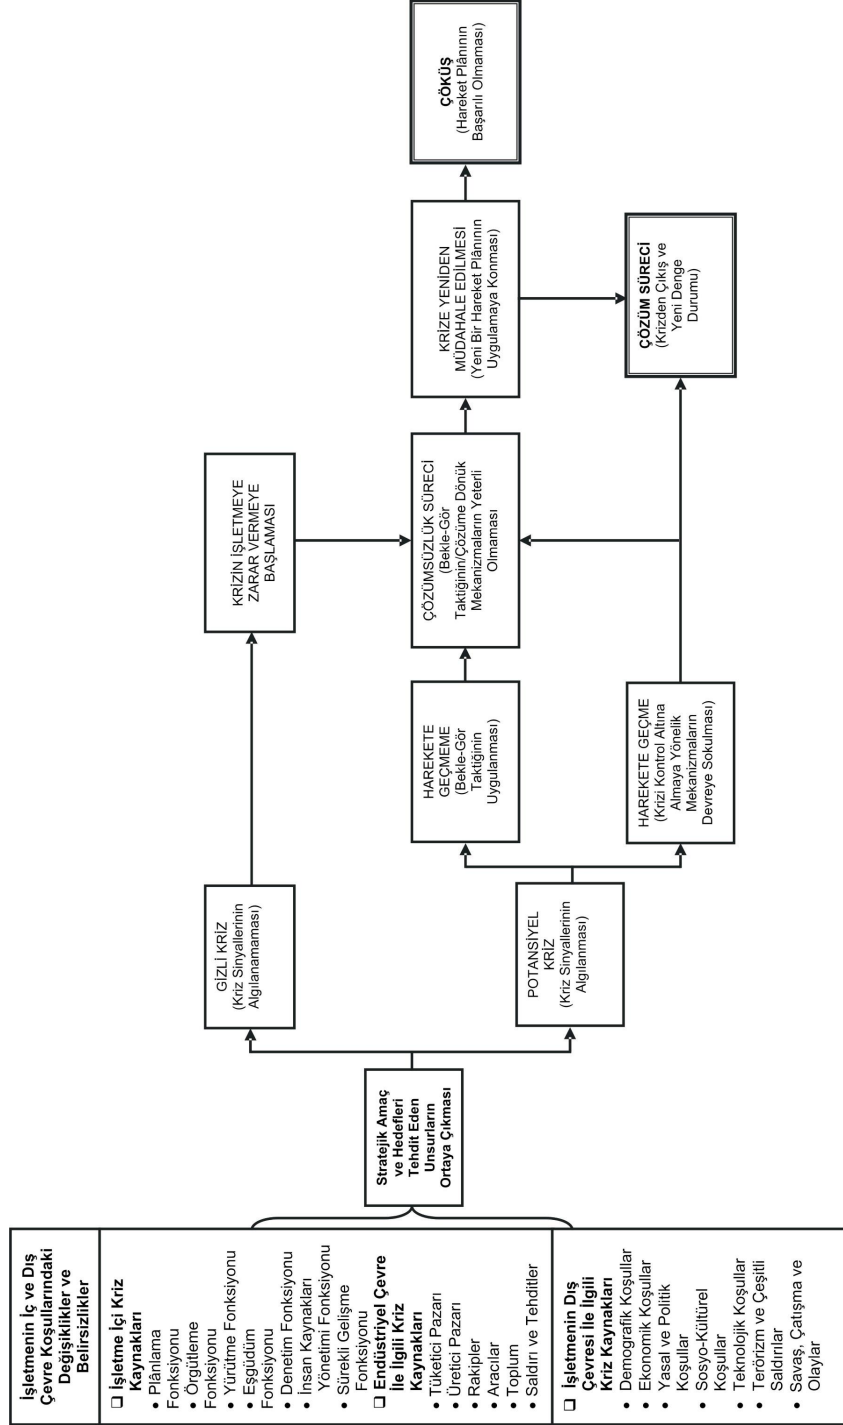 İşletmenin İç ve Dış
Çevre Koşullarındaki
Değişiklikler ve
Belirsizlikler
❑ İşletme İçi Kriz
Kaynakları
• Plânlama
Fonksiyonu
• Örgütleme
Fonksiyonu
• Yürütme Fonksiyonu
• Eşgüdüm
Fonksiyonu
• Denetim Fonksiyonu
• İnsan Kaynakları
Yönetimi Fonksiyonu
• Sürekli Gelişme
Fonksiyonu
❑ Endüstriyel Çevre
İle İlgili Kriz
Kaynakları
• Tüketici Pazarı
• Üretici Pazarı
• Rakipler
• Aracılar
• Toplum
• Saldırı ve Tehditler
❑ İşletmenin Dış
Çevresi İle İlgili
Kriz Kaynakları
• Demografik Koşullar
• Ekonomik Koşullar
• Yasal ve Politik
Koşullar
• Sosyo-Kültürel
Koşullar
• Teknolojik Koşullar
• Terörizm ve Çeşitli
Saldırılar
• Savaş, Çatışma ve
Olaylar
Stratejik Amaç
ve Hedefleri
Tehdit Eden
Unsurların
Ortaya Çıkması
GİZLİ KRİZ
(Kriz Sinyallerinin
Algılanamaması)
POTANSİYEL
KRİZ
(Kriz Sinyallerinin
Algılanması)
KRİZİN İŞLETMEYE
ZARAR VERMEYE
BAŞLAMASI
HAREKETE
GEÇMEME
(Bekle-Gör
Taktiğinin
Uygulanması)
HAREKETE GEÇME
(Krizi Kontrol Altına
Almaya Yönelik
Mekanizmaların
Devreye Sokulması)
ÇÖZÜMSÜZLÜK SÜRECİ
(Bekle-Gör
Taktiğinin/Çözüme Dönük
Mekanizmaların Yeterli
Olmaması
KRİZE YENİDEN
MÜDAHALE EDİLMESİ
(Yeni Bir Hareket Plânının
Uygulamaya Konması)
ÇÖKÜŞ
(Hareket Plânının
Başarılı Olmaması)
ÇÖZÜM SÜRECİ
(Krizden Çıkış ve
Yeni Denge
Durumu)